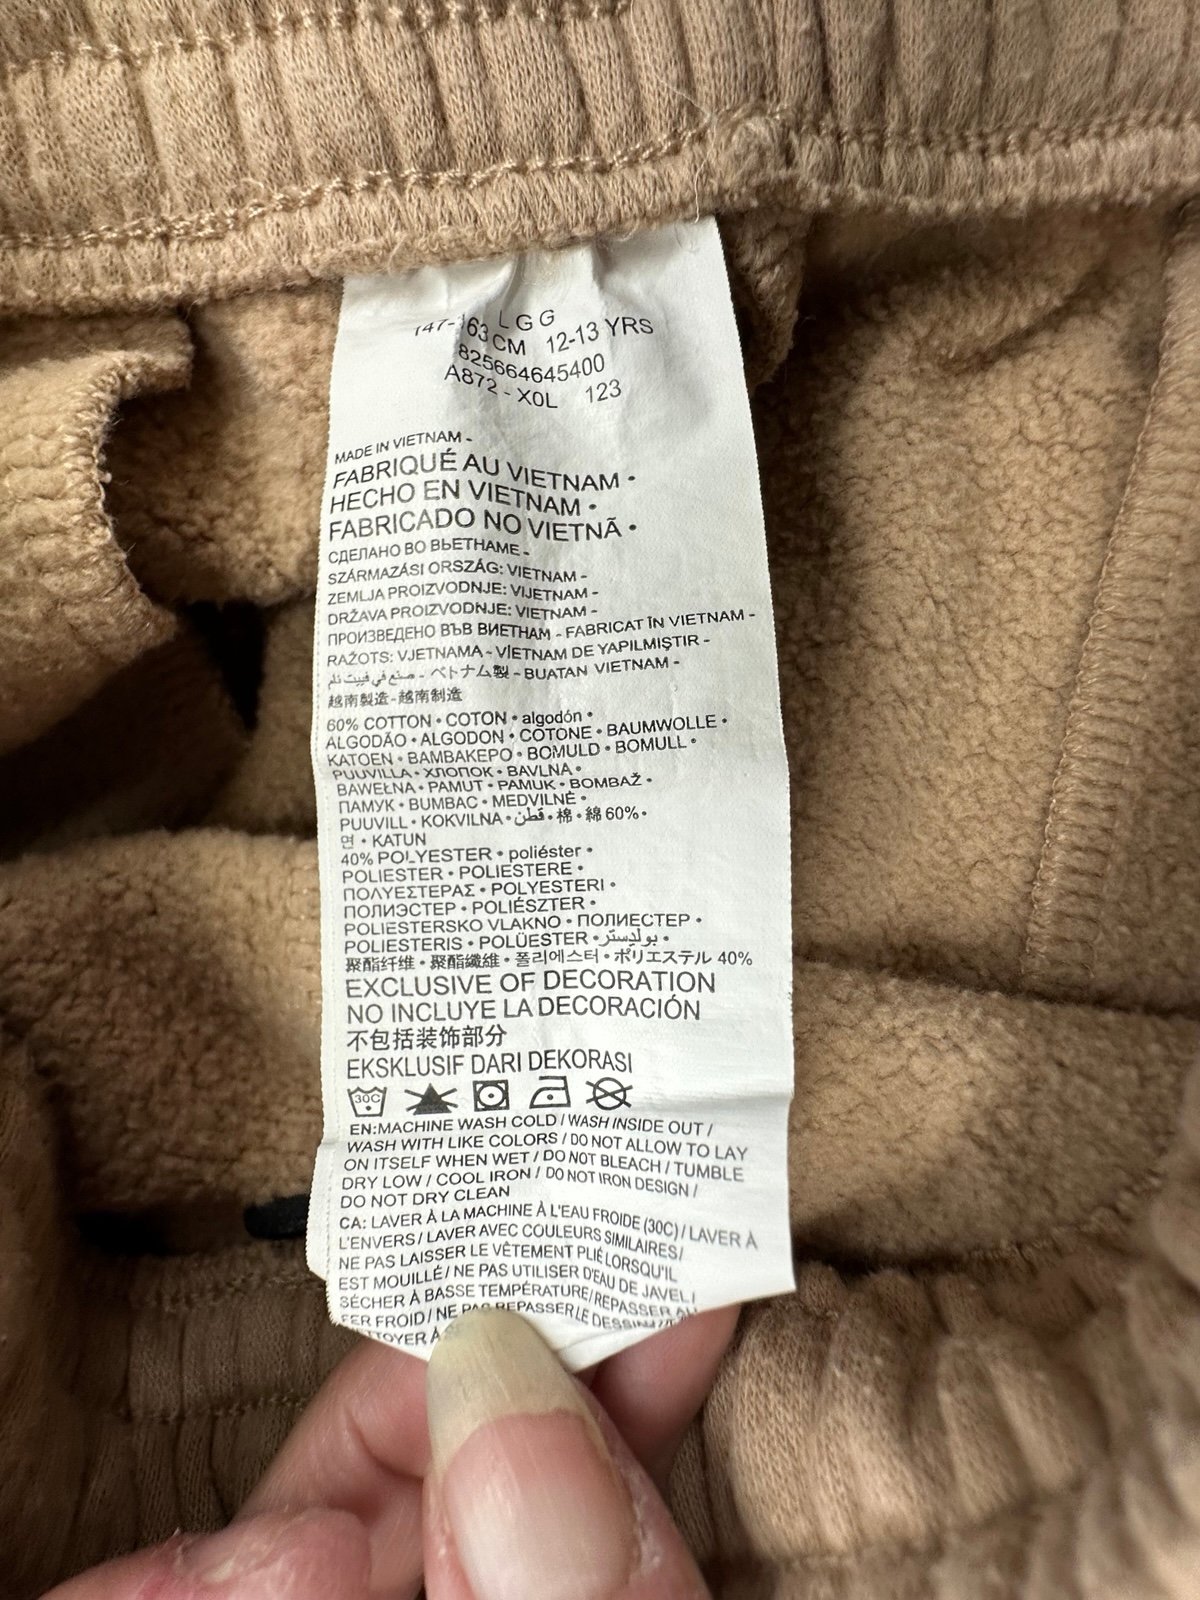 L G G
147-163 CM 12-13 YRS
825664645400
A872 - X0L 123
MADE IN VIETNAM -
FABRIQUÉ AU VIETNAM •
HECHO EN VIETNAM •
FABRICADO NO VIETNÃ •
СДЕЛАНО ВО ВЬЕТНАМЕ -
SZÁRMAZÁSI ORSZÁG: VIETNAM -
ZEMLJA PROIZVODNJE: VIJETNAM -
DRŽAVA PROIZVODNJE: VIETNAM -
ПРОИЗВЕДЕНО ВЪВ ВИЕТНАМ - FABRICAT ÎN VIETNAM -
RAŽOTS: VJETNAMA - VIETNAM DE YAPILMIŞTIR -
صنع في فييت نام - ベトナム製 - BUATAN VIETNAM -
越南製造 - 越南制造
60% COTTON • COTON • algodón •
ALGODÃO • ALGODON • COTONE • BAUMWOLLE •
KATOEN • BAMBAKEPO • BOMULD • BOMULL •
PUUVILLA • ХЛОПОК • BAVLNA •
BAWEŁNA • PAMUT • PAMUK • BOMBAŽ •
ПАМУК • BUMBAC • MEDVILNĖ •
PUUVILL • KOKVILNA • قطن • 棉 • 綿 60% •
면 • KATUN
40% POLYESTER • poliéster •
POLIESTER • POLIESTERE •
ΠΟΛΥΕΣΤΕΡΑΣ • POLYESTERI •
ПОЛИЭСТЕР • POLIÉSZTER •
POLIESTERSKO VLAKNO • ПОЛИЕСТЕР •
POLIESTERIS • POLÜESTER • بوليستر •
聚酯纤维 • 聚酯纖維 • 폴리에스터 • ポリエステル 40%
EXCLUSIVE OF DECORATION
NO INCLUYE LA DECORACIÓN
不包括装饰部分
EKSKLUSIF DARI DEKORASI
30C
EN:MACHINE WASH COLD / WASH INSIDE OUT /
WASH WITH LIKE COLORS / DO NOT ALLOW TO LAY
ON ITSELF WHEN WET / DO NOT BLEACH / TUMBLE
DRY LOW / COOL IRON / DO NOT IRON DESIGN /
DO NOT DRY CLEAN
CA: LAVER À LA MACHINE À L'EAU FROIDE (30C) / LAVER À
L'ENVERS / LAVER AVEC COULEURS SIMILAIRES/
NE PAS LAISSER LE VÊTEMENT PLIÉ LORSQU'IL
EST MOUILLÉ / NE PAS UTILISER D'EAU DE JAVEL /
SÉCHER À BASSE TEMPÉRATURE/REPASSER AU
FER FROID / NE PAS REPASSER LE DESSIN